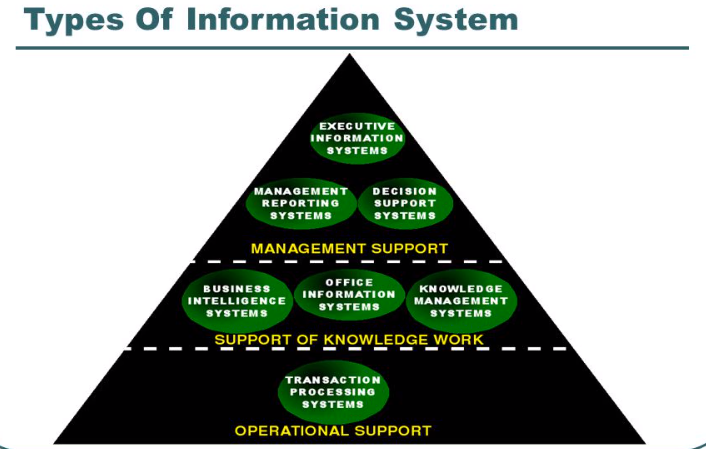 Types Of Information System
EXECUTIVE
INFORMATION
SYSTEMS
MANAGEMENT
REPORTING
SYSTEMS
DECISION
SUPPORT
SYSTEMS
MANAGEMENT SUPPORT
BUSINESS
INTELLIGENCE
SYSTEMS
OFFICE
INFORMATION
SYSTEMS
KNOWLEDGE
MANAGEMENT
SYSTEMS
SUPPORT OF KNOWLEDGE WORK
TRANSACTION
PROCESSING
SYSTEMS
OPERATIONAL SUPPORT